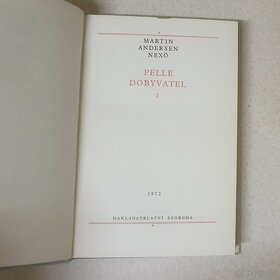 MARTIN
ANDERSEN
NEXÖ
PELLE
DOBYVATEL
1
1972
NAKLADATELSTVÍ SVOBODA